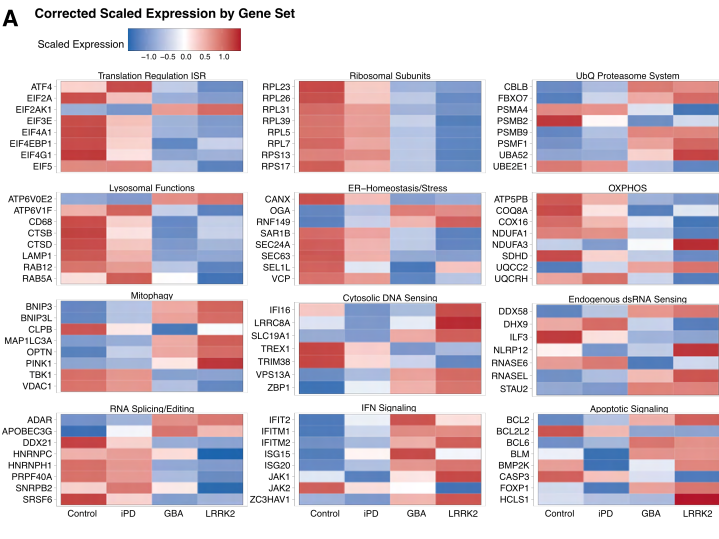 A
Corrected Scaled Expression by Gene Set
Scaled Expression
−1.0 −0.5 0.0 0.5 1.0
Translation Regulation ISR
ATF4
EIF2A
EIF2AK1
EIF3E
EIF4A1
EIF4EBP1
EIF4G1
EIF5
Ribosomal Subunits
RPL23
RPL26
RPL31
RPL39
RPL5
RPL7
RPS13
RPS17
UbQ Proteasome System
CBLB
FBXO7
PSMA4
PSMB2
PSMB9
PSMF1
UBA52
UBE2E1
Lysosomal Functions
ATP6V0E2
ATP6V1F
CD68
CTSB
CTSD
LAMP1
RAB12
RAB5A
ER−Homeostasis/Stress
CANX
OGA
RNF149
SAR1B
SEC24A
SEC63
SEL1L
VCP
OXPHOS
ATP5PB
COQ8A
COX16
NDUFA1
NDUFA3
SDHD
UQCC2
UQCRH
Mitophagy
BNIP3
BNIP3L
CLPB
MAP1LC3A
OPTN
PINK1
TBK1
VDAC1
Cytosolic DNA Sensing
IFI16
LRRC8A
SLC19A1
TREX1
TRIM38
VPS13A
ZBP1
Endogenous dsRNA Sensing
DDX58
DHX9
ILF3
NLRP12
RNASE6
RNASEL
STAU2
RNA Splicing/Editing
ADAR
APOBEC3G
DDX21
HNRNPC
HNRNPH1
PRPF40A
SNRPB2
SRSF6
Control iPD GBA LRRK2
IFN Signaling
IFIT2
IFITM1
IFITM2
ISG15
ISG20
JAK1
JAK2
ZC3HAV1
Control iPD GBA LRRK2
Apoptotic Signaling
BCL2
BCL2L2
BCL6
BLM
BMP2K
CASP3
FOXP1
HCLS1
Control iPD GBA LRRK2